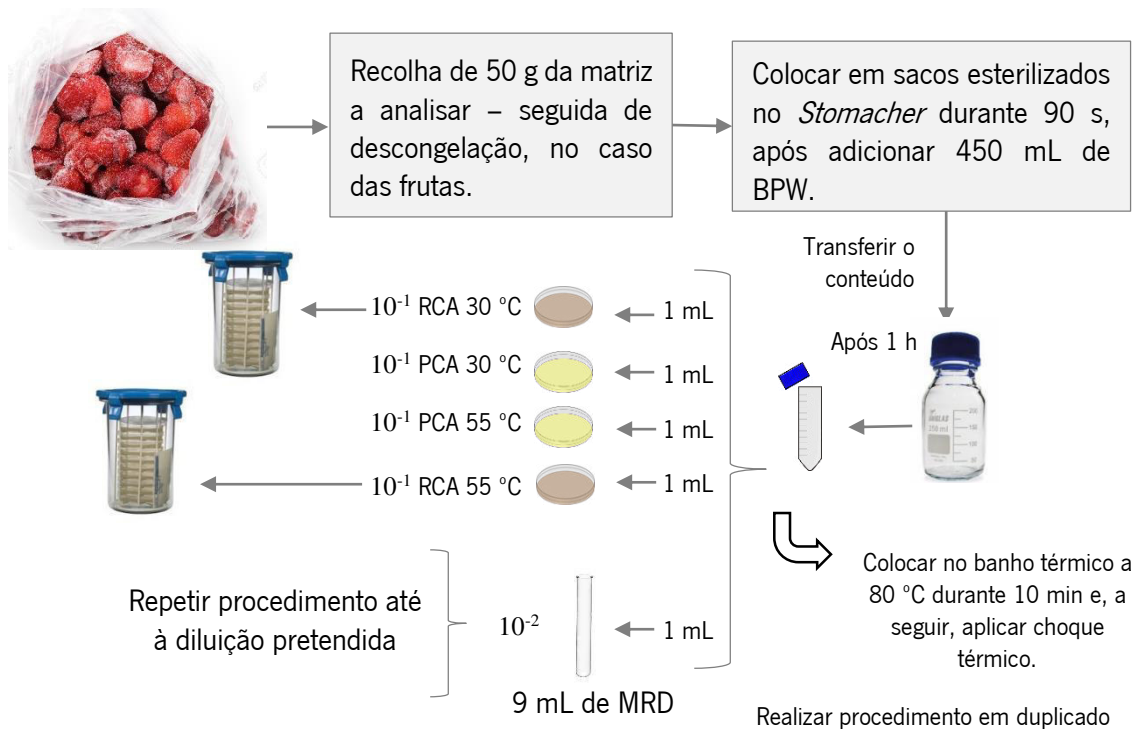 Recolha de 50 g da matriz
a analisar – seguida de
descongelação, no caso
das frutas.
Colocar em sacos esterilizados
no Stomacher durante 90 s,
após adicionar 450 mL de
BPW.
Transferir o
conteúdo
Após 1 h
10⁻¹ RCA 30 °C
1 mL
10⁻¹ PCA 30 °C
1 mL
10⁻¹ PCA 55 °C
1 mL
10⁻¹ RCA 55 °C
1 mL
Colocar no banho térmico a
80 °C durante 10 min e, a
seguir, aplicar choque
térmico.
Repetir procedimento até
à diluição pretendida
10⁻²
1 mL
9 mL de MRD
Realizar procedimento em duplicado